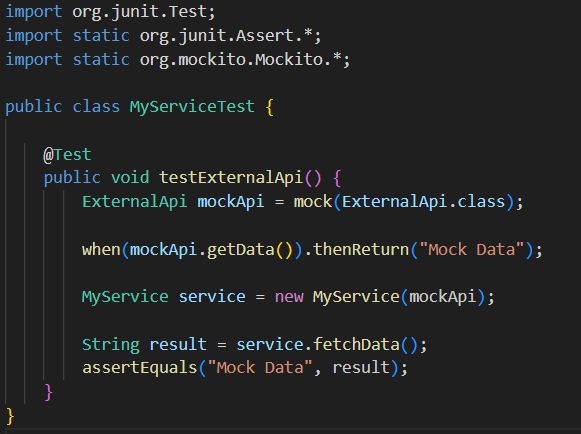 import org.junit.Test;
import static org.junit.Assert.*;
import static org.mockito.Mockito.*;

public class MyServiceTest {

    @Test
    public void testExternalApi() {
        ExternalApi mockApi = mock(ExternalApi.class);

        when(mockApi.getData()).thenReturn("Mock Data");

        MyService service = new MyService(mockApi);

        String result = service.fetchData();
        assertEquals("Mock Data", result);
    }
}